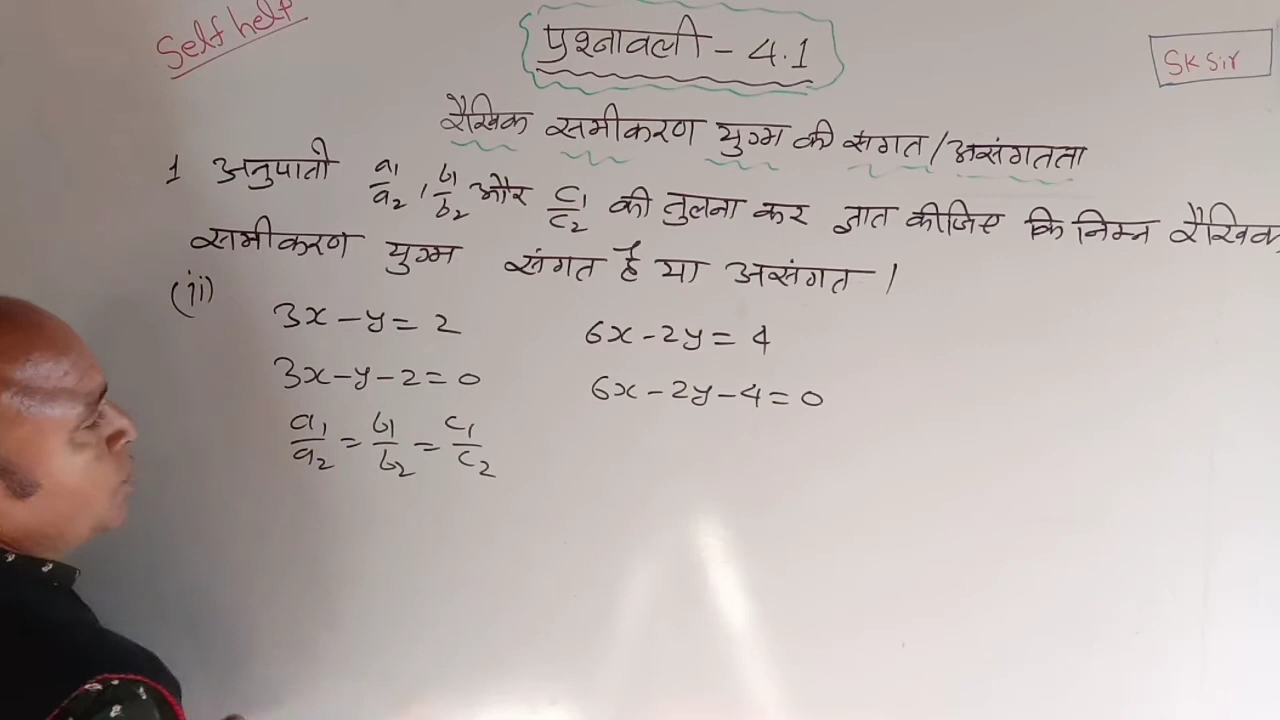 Self help
प्रश्नावली - 4.1
SK Sir
रैखिक समीकरण युग्म की संगत/असंगतता
1 अनुपातो a₁/a₂, b₁/b₂ और c₁/c₂ की तुलना कर ज्ञात कीजिए कि निम्न रैखिक
समीकरण युग्म संगत है या असंगत ।
(ii)
3x - y = 2 6x - 2y = 4
3x - y - 2 = 0 6x - 2y - 4 = 0
a₁/a₂ = b₁/b₂ = c₁/c₂